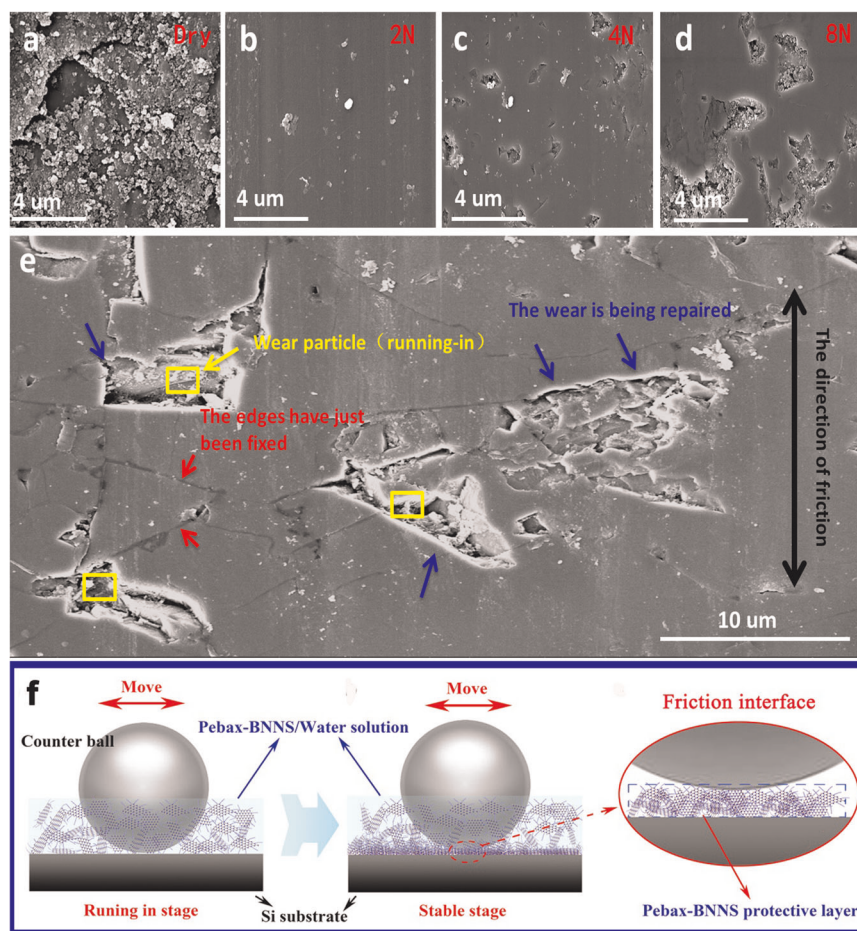 a
Dry
4 um
b
2N
4 um
c
4N
4 um
d
8N
4 um
e
The wear is being repaired
Wear particle（running-in）
The edges have just
been fixed
The direction of friction
10 um
f
Move
Move
Friction interface
Pebax-BNNS/Water solution
Counter ball
Runing in stage
Si substrate
Stable stage
Pebax-BNNS protective layer